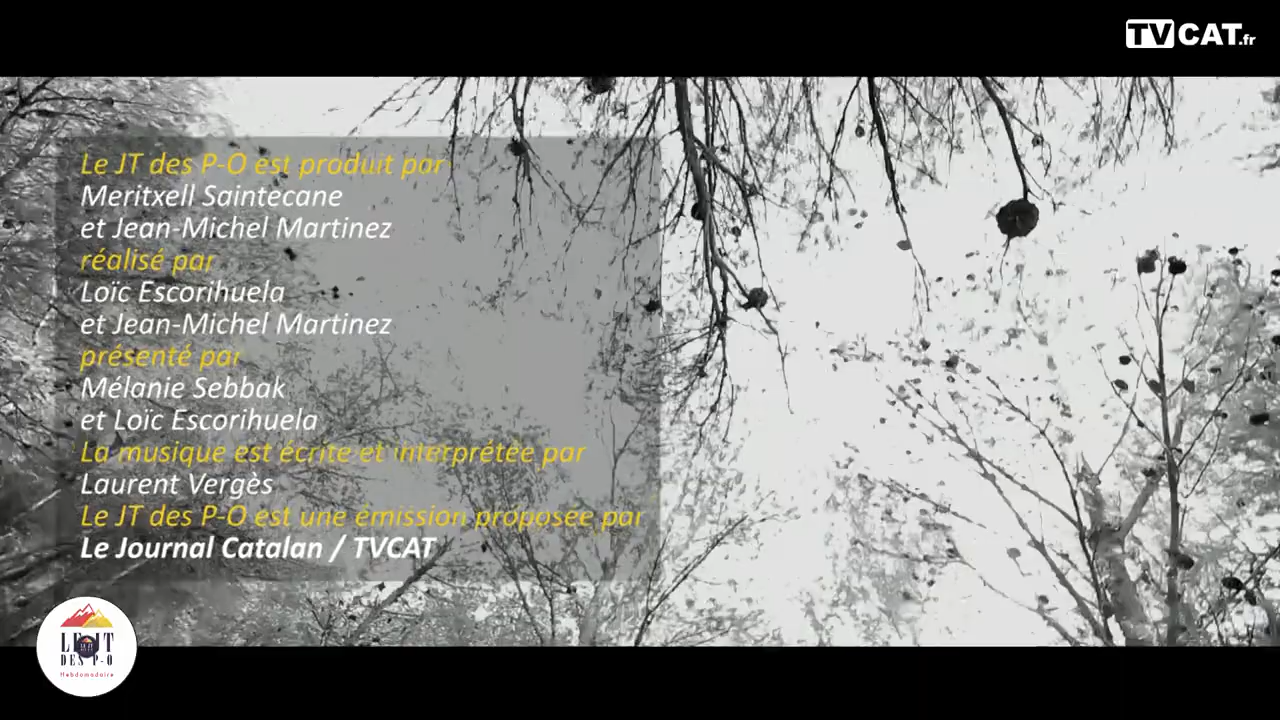 TVCAT.fr
Le JT des P-O est produit par
Meritxell Saintecane
et Jean-Michel Martinez
réalisé par
Loïc Escorihuela
et Jean-Michel Martinez
présenté par
Mélanie Sebbak
et Loïc Escorihuela
La musique est écrite et interprétée par
Laurent Vergès
Le JT des P-O est une émission proposée par
Le Journal Catalan / TVCAT
LE JT
DES P-O
Hebdomadaire